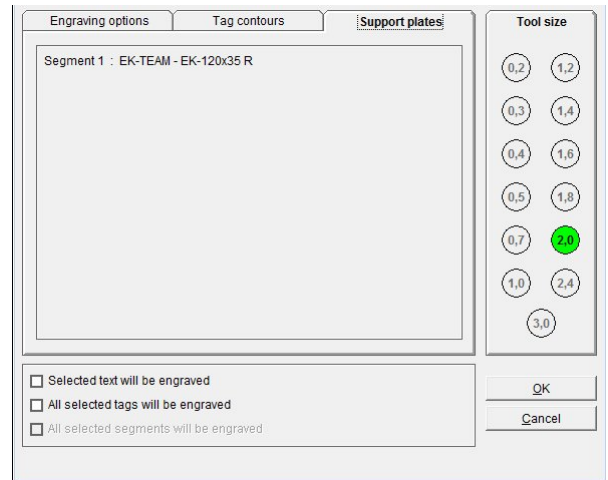 Engraving options Tag contours Support plates Tool size
Segment 1 : EK-TEAM - EK-120x35 R
0,2 1,2
0,3 1,4
0,4 1,6
0,5 1,8
0,7 2,0
1,0 2,4
3,0
Selected text will be engraved
All selected tags will be engraved
All selected segments will be engraved
OK
Cancel